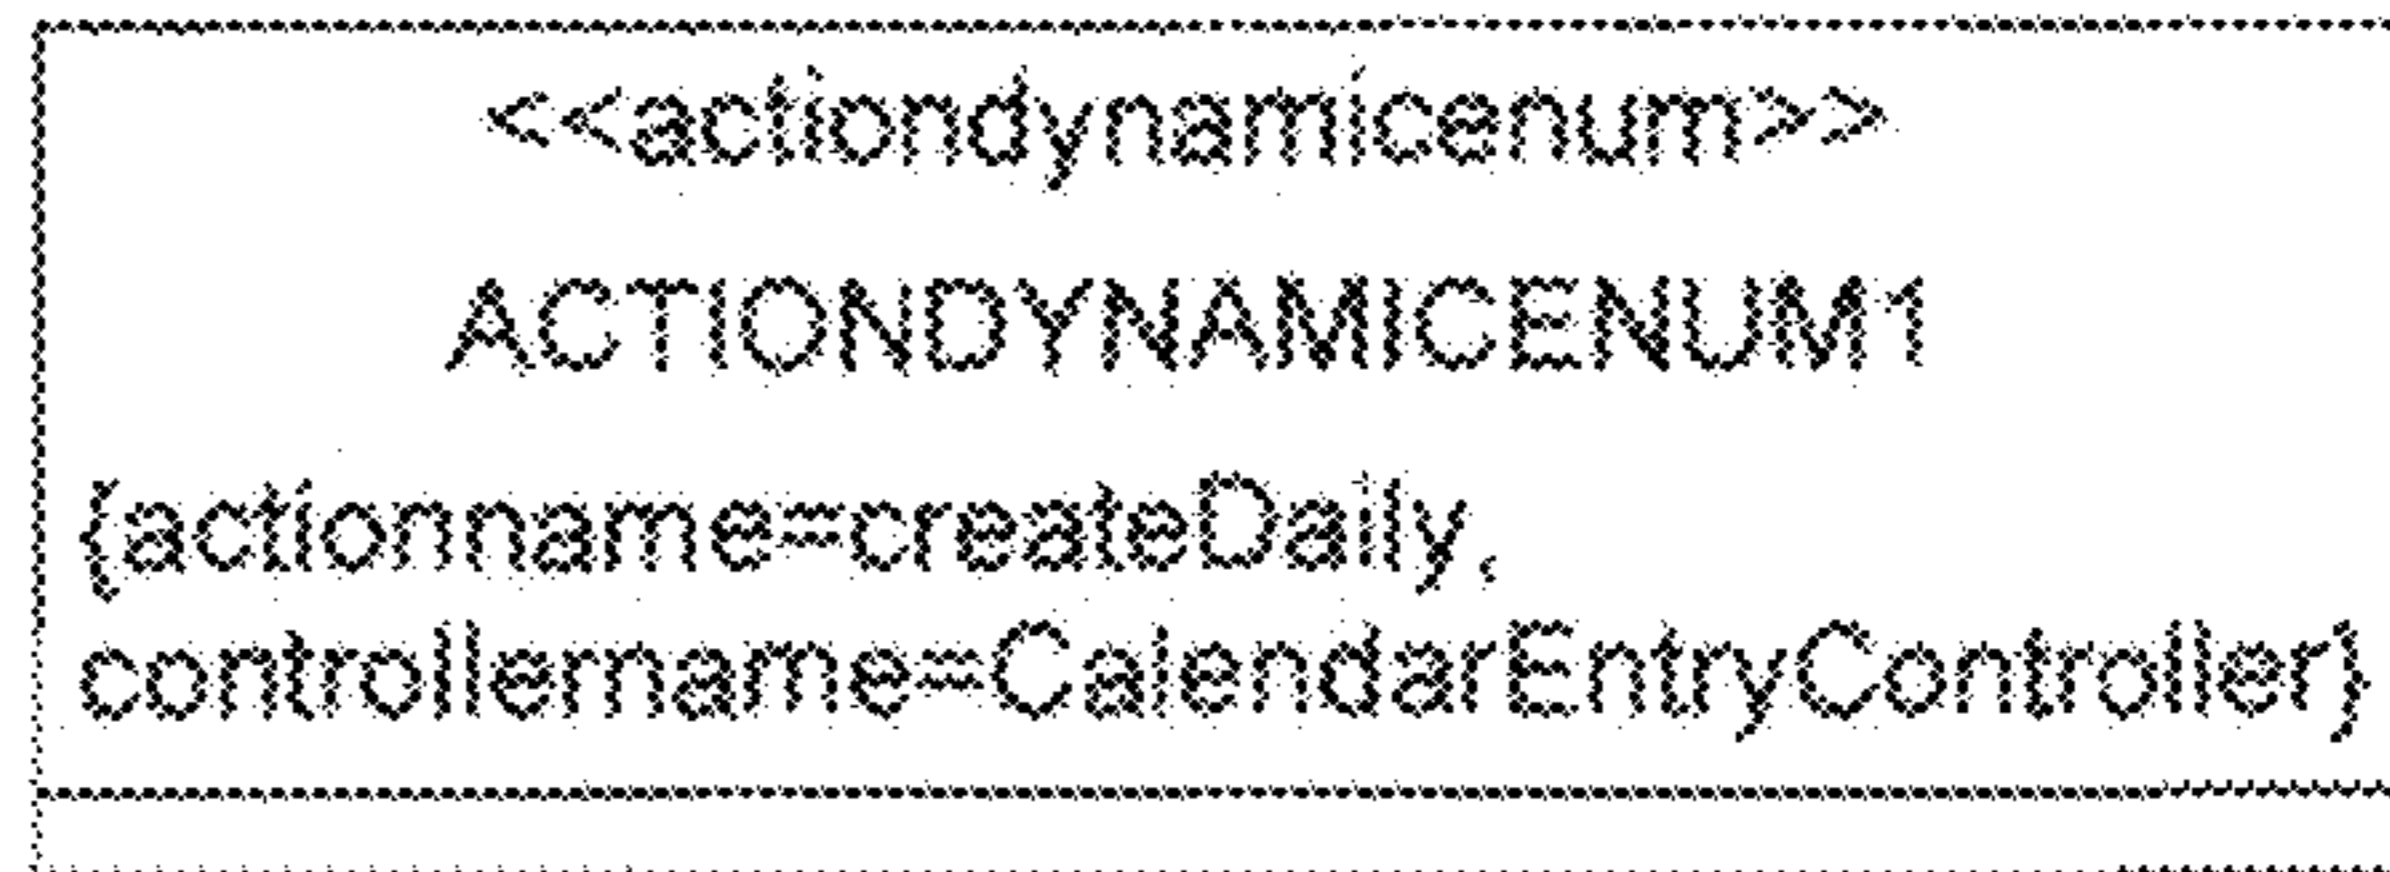 <<actiondynamicenum>>
ACTIONDYNAMICENUM1
{actionname=createDaily,
controllername=CalendarEntryController}